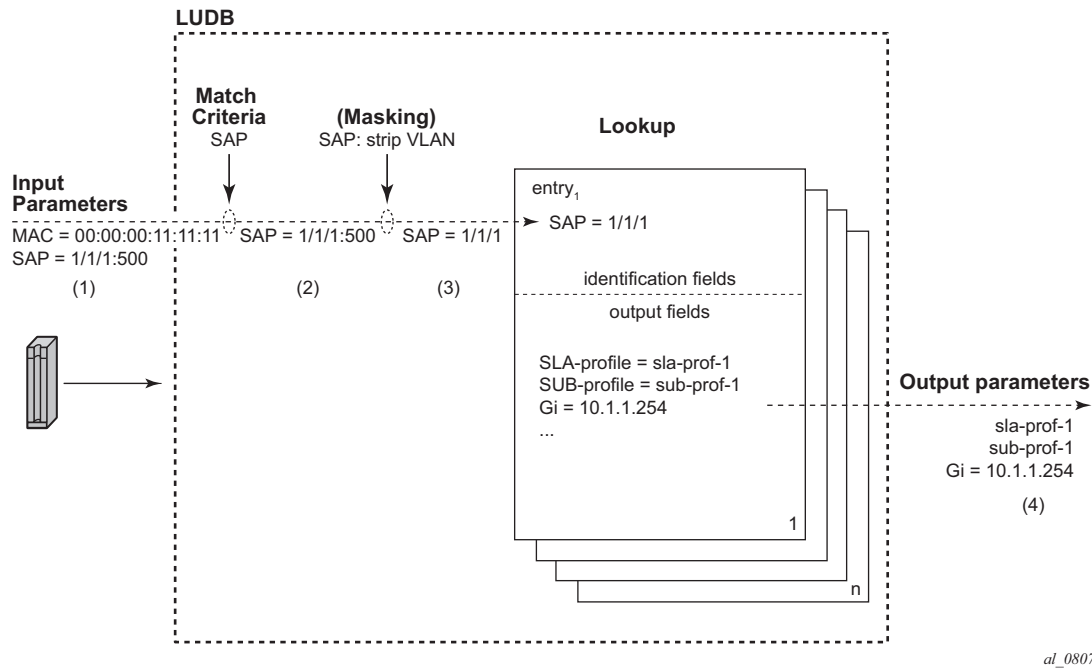 LUDB
Match
Criteria
SAP
(Masking)
SAP: strip VLAN
Lookup
Input
Parameters
MAC = 00:00:00:11:11:11
SAP = 1/1/1:500
(1)
SAP = 1/1/1:500
(2)
SAP = 1/1/1
(3)
entry1
SAP = 1/1/1
identification fields
output fields
SLA-profile = sla-prof-1
SUB-profile = sub-prof-1
Gi = 10.1.1.254
...
1
n
Output parameters
sla-prof-1
sub-prof-1
Gi = 10.1.1.254
(4)
al_0807